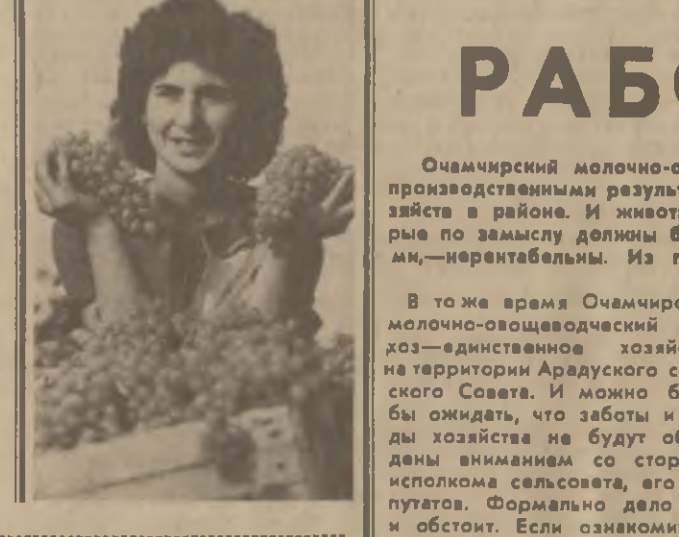 РАБО
Очамчирский молочно-о
производственными резуль
зяйств в районе. И живот
рые по замыслу должны б
ми,—нерентабельны. Из п
В то же время Очамчирс
молочно-овощеводческий
хоз—единственное хозяй
на территории Арадуского с
ского Совета. И можно б
бы ожидать, что заботы и
ды хозяйства не будут об
дены вниманием со стор
исполкома сельсовета, его
путатов. Формально дело
и обстоит. Если ознакоми